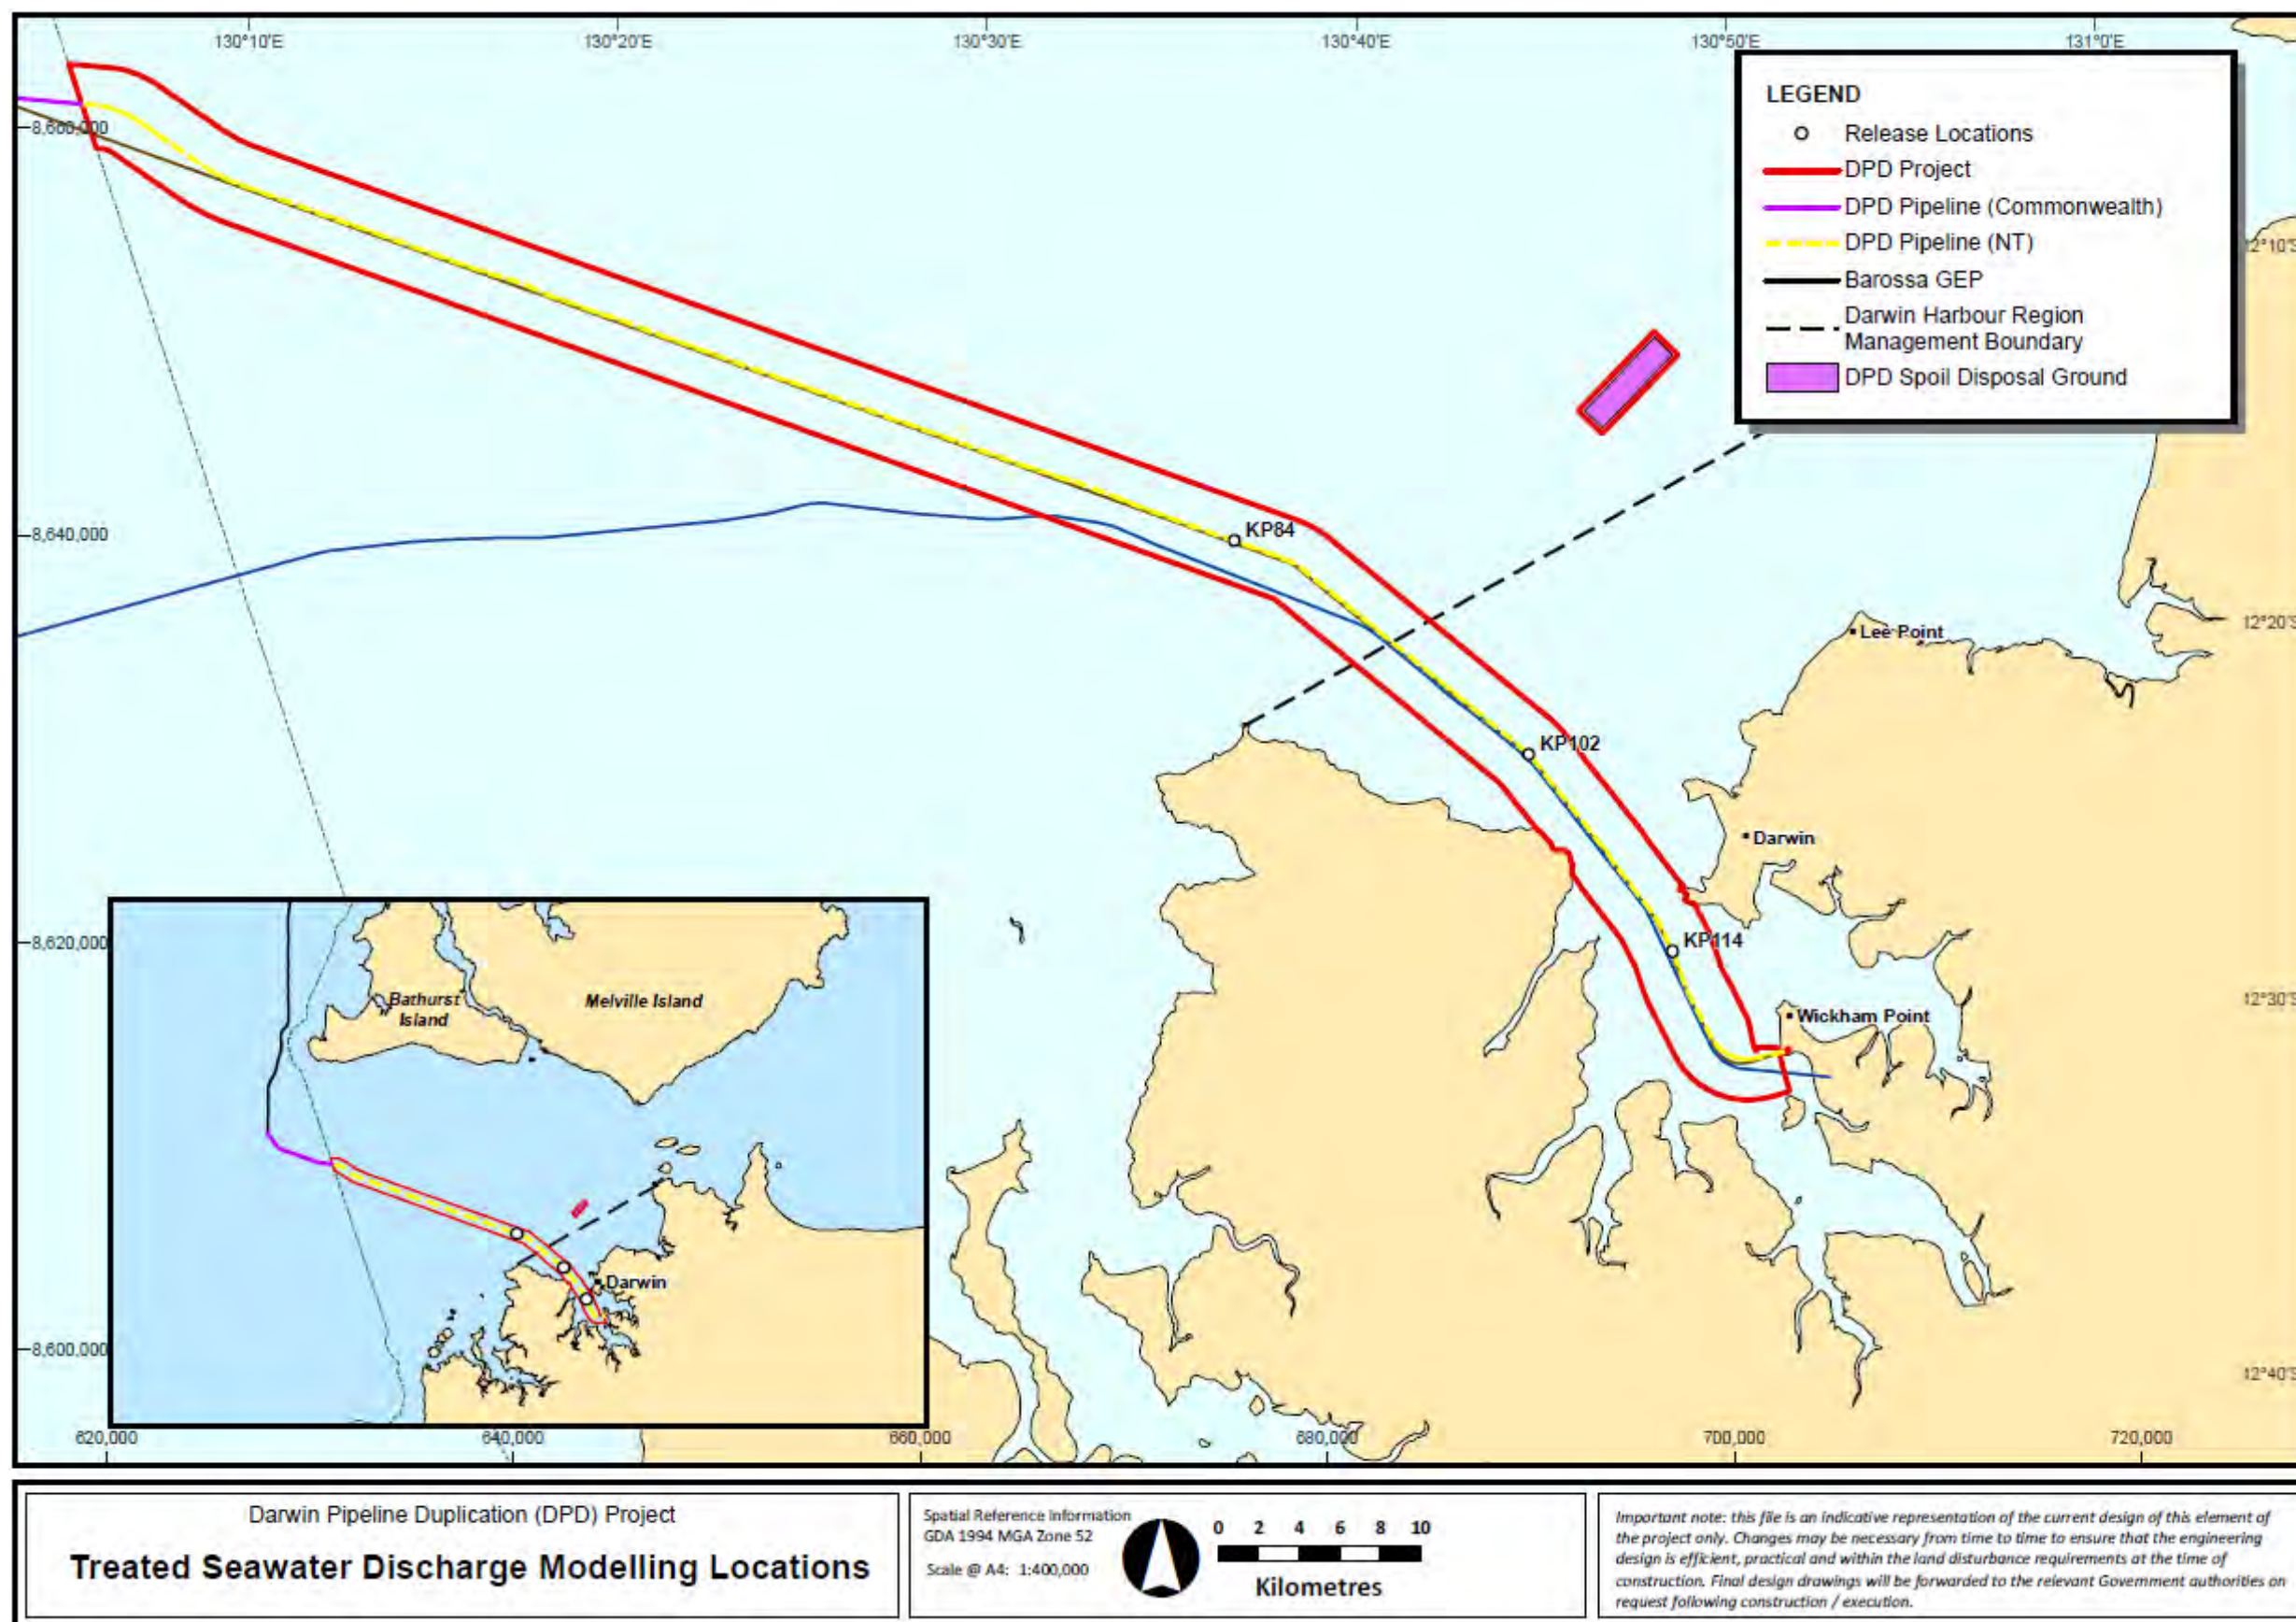 130°10'E
130°20'E
130°30'E
130°40'E
130°50'E
131°0'E
LEGEND
Release Locations
DPD Project
DPD Pipeline (Commonwealth)
DPD Pipeline (NT)
Barossa GEP
Darwin Harbour Region
Management Boundary
DPD Spoil Disposal Ground
8,660,000
12°10'S
8,640,000
KP84
12°20'S
Lee Point
KP102
Darwin
8,620,000
KP114
12°30'S
Wickham Point
Bathurst
Island
Melville Island
Darwin
8,600,000
12°40'S
620,000
640,000
660,000
680,000
700,000
720,000
Darwin Pipeline Duplication (DPD) Project
Treated Seawater Discharge Modelling Locations
Spatial Reference Information
GDA 1994 MGA Zone 52
Scale @ A4: 1:400,000
0 2 4 6 8 10
Kilometres
Important note: this file is an indicative representation of the current design of this element of
the project only. Changes may be necessary from time to time to ensure that the engineering
design is efficient, practical and within the land disturbance requirements at the time of
construction. Final design drawings will be forwarded to the relevant Government authorities on
request following construction / execution.